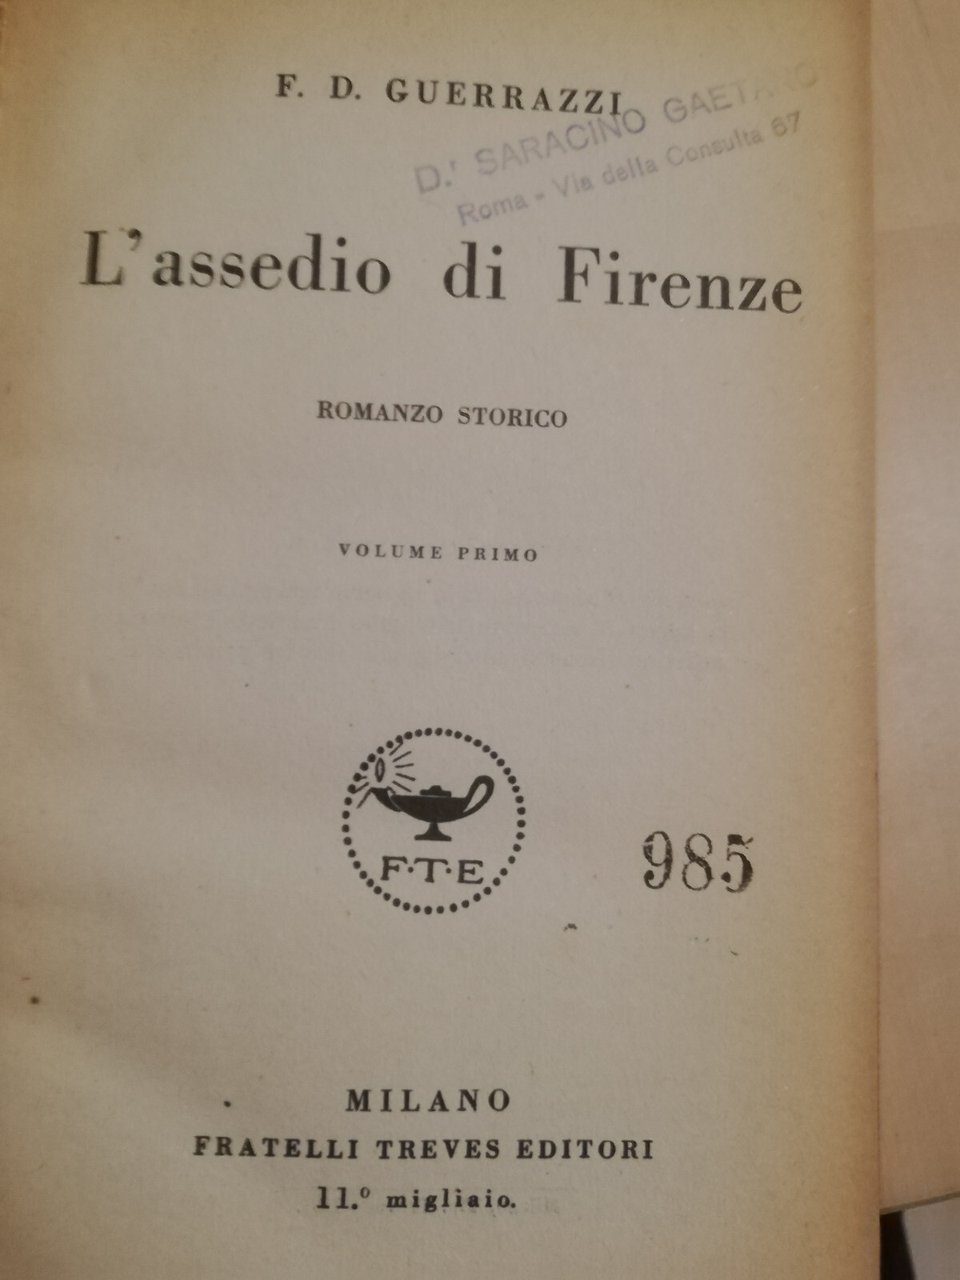 F. D. GUERRAZZI
D.r SARACINO GAETANO
Roma - Via della Consulta 67
L'assedio di Firenze
ROMANZO STORICO
VOLUME PRIMO
F·T·E
985
MILANO
FRATELLI TREVES EDITORI
11.º migliaio.